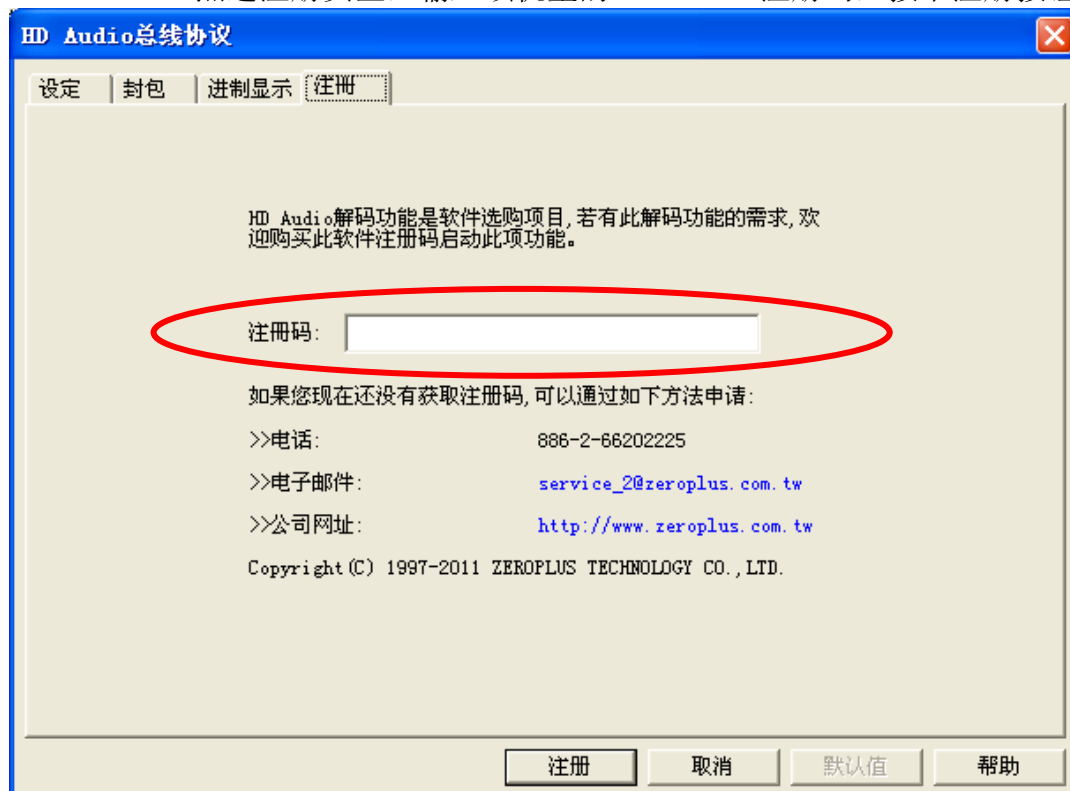 HD Audio总线协议
设定 封包 进制显示 注册
HD Audio解码功能是软件选购项目,若有此解码功能的需求,欢
迎购买此软件注册码启动此项功能。
注册码:
如果您现在还没有获取注册码,可以通过如下方法申请:
>>电话: 886-2-66202225
>>电子邮件: service_2@zeroplus.com.tw
>>公司网址: http://www.zeroplus.com.tw
Copyright(C) 1997-2011 ZEROPLUS TECHNOLOGY CO.,LTD.
注册 取消 默认值 帮助